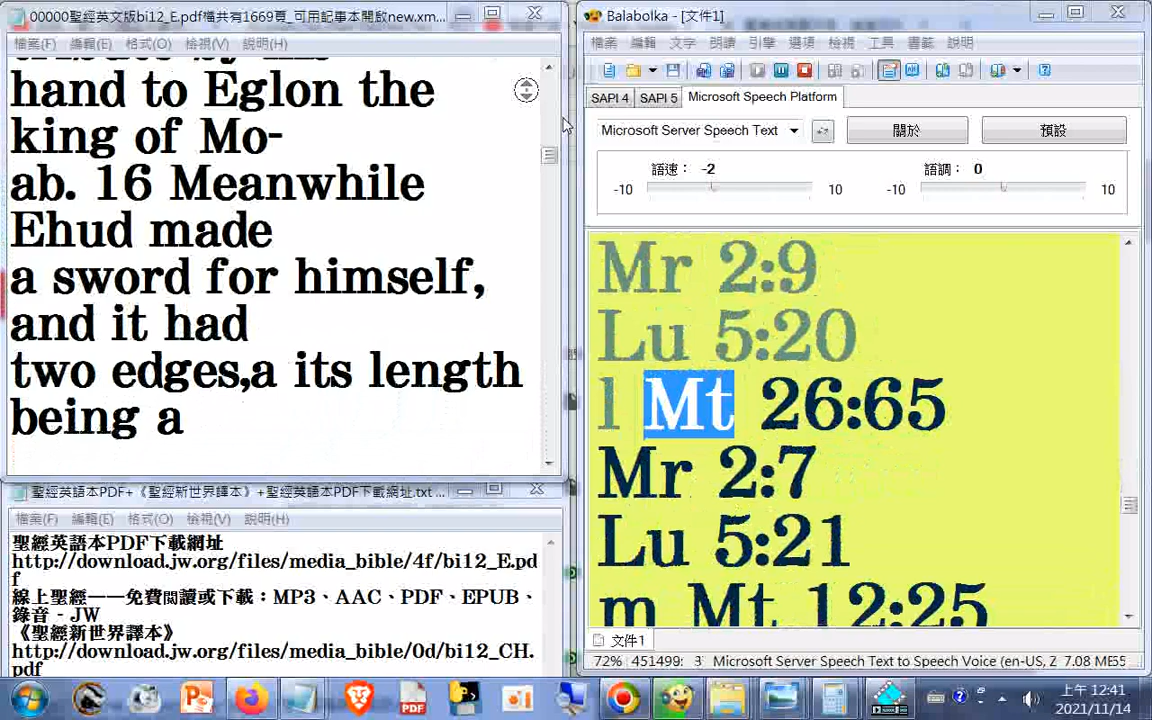 00000聖經英文版bi12_E.pdf檔共有1669頁_可用記事本開啟new.xm...
檔案(F) 編輯(E) 格式(O) 檢視(V) 說明(H)
hand to Eglon the
king of Mo-
ab. 16 Meanwhile
Ehud made
a sword for himself,
and it had
two edges,a its length
being a
聖經英語本PDF+《聖經新世界譯本》+聖經英語本PDF下載網址.txt ...
檔案(F) 編輯(E) 格式(O) 檢視(V) 說明(H)
聖經英語本PDF下載網址
http://download.jw.org/files/media_bible/4f/bi12_E.pd
f
線上聖經——免費閱讀或下載：MP3、AAC、PDF、EPUB、
錄音 - JW
《聖經新世界譯本》
http://download.jw.org/files/media_bible/0d/bi12_CH.
pdf
Balabolka - [文件1]
檔案 編輯 文字 朗讀 引擎 選項 檢視 工具 書籤 說明
SAPI 4 SAPI 5 Microsoft Speech Platform
Microsoft Server Speech Text 關於 預設
語速： -2 語調： 0
-10 10 -10 10
Mr 2:9
Lu 5:20
l Mt 26:65
Mr 2:7
Lu 5:21
m Mt 12:25
文件1
72% 451499: 3 Microsoft Server Speech Text to Speech Voice (en-US, Z 7.08 ME55
上午 12:41
2021/11/14